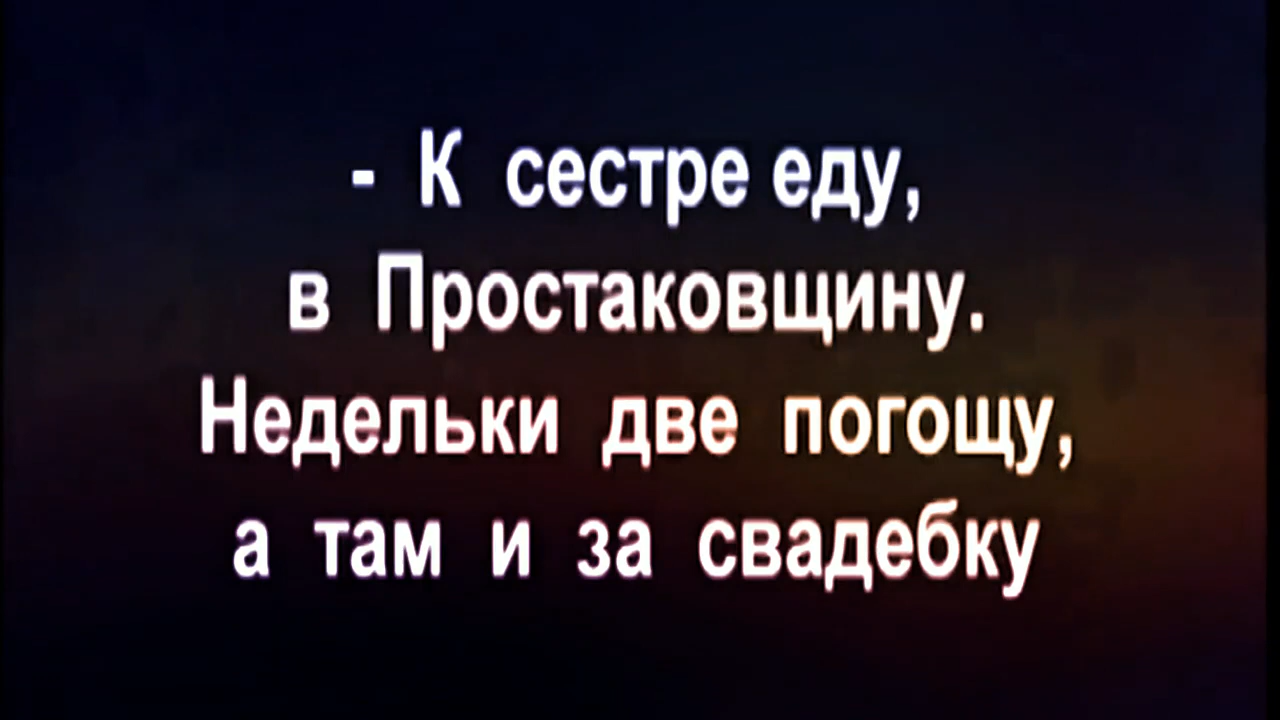 - К сестре еду,
в Простаковщину.
Недельки две погощу,
а там и за свадебку